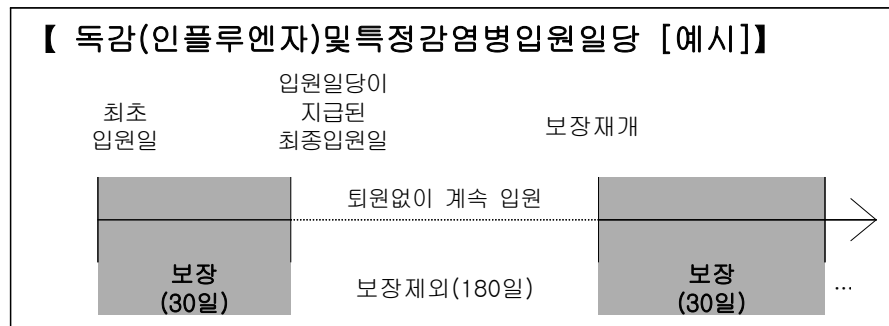 【 독감(인플루엔자)및특정감염병입원일당 [예시]】
최초
입원일
입원일당이
지급된
최종입원일
보장재개
퇴원없이 계속 입원
보장
(30일)
보장제외(180일)
보장
(30일)
…